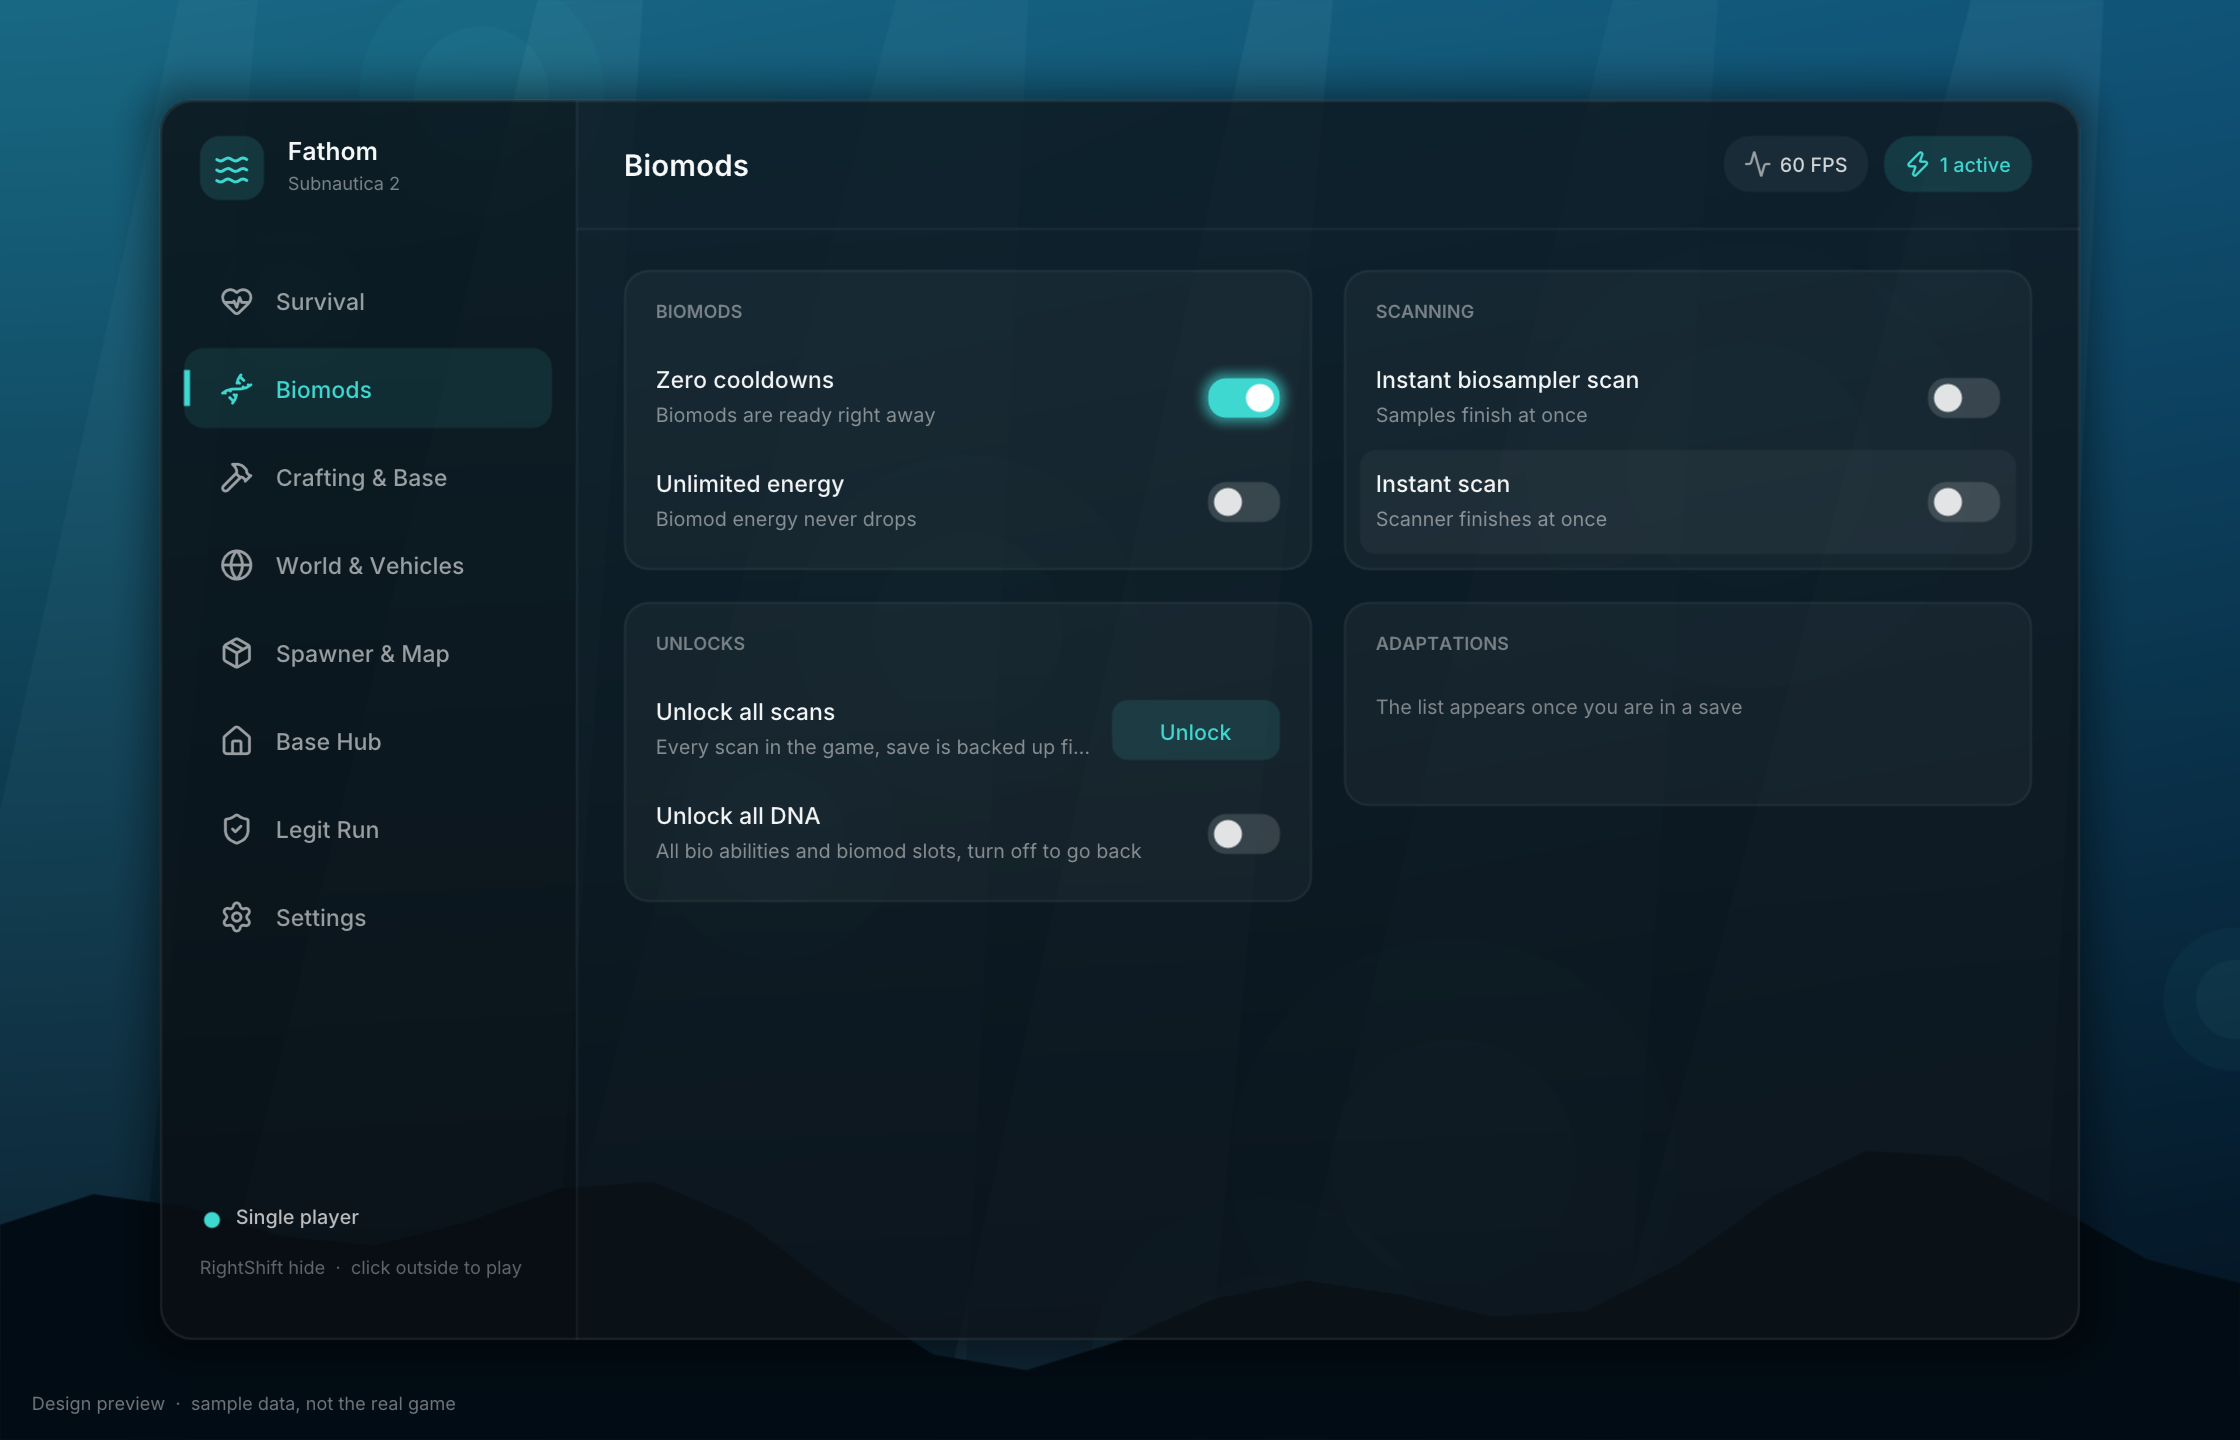 Fathom
Subnautica 2
Survival
Biomods
Crafting & Base
World & Vehicles
Spawner & Map
Base Hub
Legit Run
Settings
Single player
RightShift hide · click outside to play
Biomods
60 FPS
1 active
BIOMODS
Zero cooldowns
Biomods are ready right away
Unlimited energy
Biomod energy never drops
SCANNING
Instant biosampler scan
Samples finish at once
Instant scan
Scanner finishes at once
UNLOCKS
Unlock all scans
Every scan in the game, save is backed up fi...
Unlock
Unlock all DNA
All bio abilities and biomod slots, turn off to go back
ADAPTATIONS
The list appears once you are in a save
Design preview · sample data, not the real game